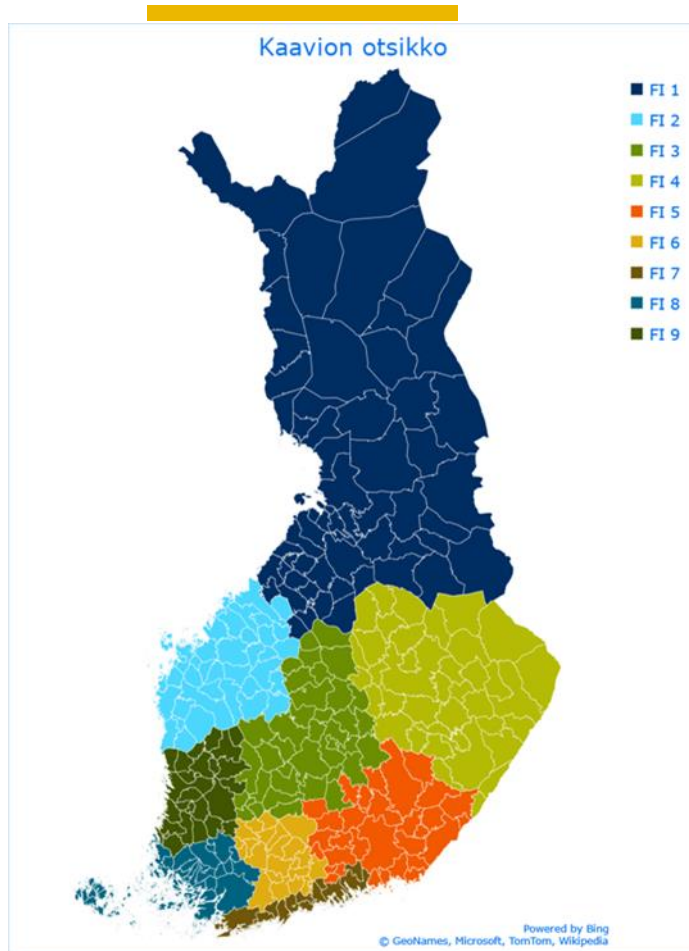 Kaavion otsikko
FI 1
FI 2
FI 3
FI 4
FI 5
FI 6
FI 7
FI 8
FI 9
Powered by Bing
© GeoNames, Microsoft, TomTom, Wikipedia